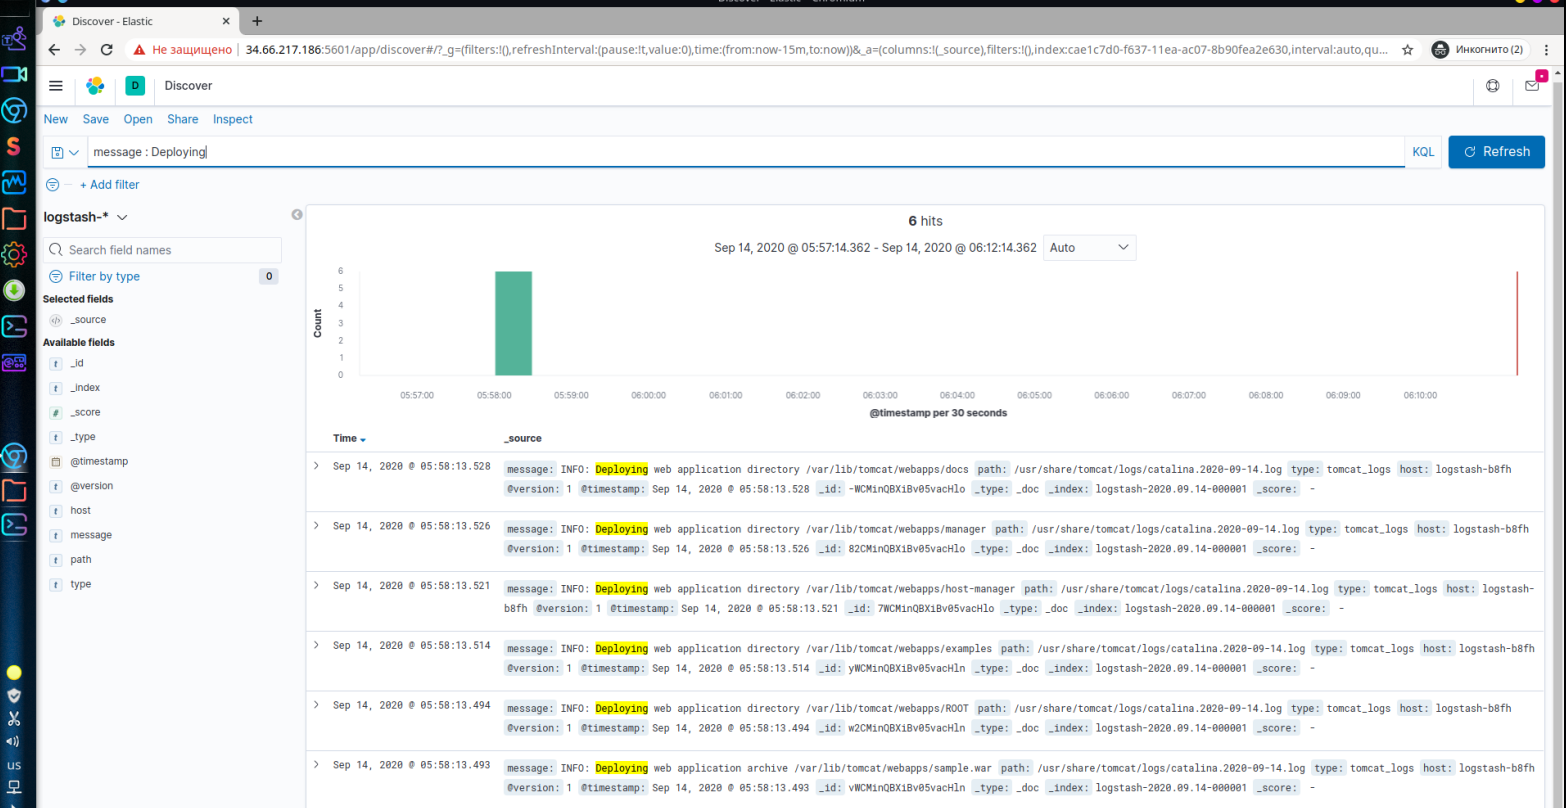 Discover - Elastic - Chromium
Discover - Elastic
Не защищено 34.66.217.186:5601/app/discover#/?_g=(filters:!(),refreshInterval:(pause:!t,value:0),time:(from:now-15m,to:now))&_a=(columns:!(_source),filters:!(),index:cae1c7d0-f637-11ea-ac07-8b90fea2e630,interval:auto,qu... Инкогнито (2)
D Discover
New Save Open Share Inspect
message : Deploying KQL Refresh
+ Add filter
logstash-*
Search field names
Filter by type 0
Selected fields
_source
Available fields
t _id
t _index
# _score
t _type
@timestamp
t @version
t host
t message
t path
t type
6 hits
Sep 14, 2020 @ 05:57:14.362 - Sep 14, 2020 @ 06:12:14.362 Auto
Count
6
5
4
3
2
1
0
05:57:00 05:58:00 05:59:00 06:00:00 06:01:00 06:02:00 06:03:00 06:04:00 06:05:00 06:06:00 06:07:00 06:08:00 06:09:00 06:10:00
@timestamp per 30 seconds
Time _source
Sep 14, 2020 @ 05:58:13.528 message: INFO: Deploying web application directory /var/lib/tomcat/webapps/docs path: /usr/share/tomcat/logs/catalina.2020-09-14.log type: tomcat_logs host: logstash-b8fh
@version: 1 @timestamp: Sep 14, 2020 @ 05:58:13.528 _id: -WCMinQBXiBv05vacHlo _type: _doc _index: logstash-2020.09.14-000001 _score: -
Sep 14, 2020 @ 05:58:13.526 message: INFO: Deploying web application directory /var/lib/tomcat/webapps/manager path: /usr/share/tomcat/logs/catalina.2020-09-14.log type: tomcat_logs host: logstash-b8fh
@version: 1 @timestamp: Sep 14, 2020 @ 05:58:13.526 _id: 82CMinQBXiBv05vacHlo _type: _doc _index: logstash-2020.09.14-000001 _score: -
Sep 14, 2020 @ 05:58:13.521 message: INFO: Deploying web application directory /var/lib/tomcat/webapps/host-manager path: /usr/share/tomcat/logs/catalina.2020-09-14.log type: tomcat_logs host: logstash-
b8fh @version: 1 @timestamp: Sep 14, 2020 @ 05:58:13.521 _id: 7WCMinQBXiBv05vacHlo _type: _doc _index: logstash-2020.09.14-000001 _score: -
Sep 14, 2020 @ 05:58:13.514 message: INFO: Deploying web application directory /var/lib/tomcat/webapps/examples path: /usr/share/tomcat/logs/catalina.2020-09-14.log type: tomcat_logs host: logstash-b8fh
@version: 1 @timestamp: Sep 14, 2020 @ 05:58:13.514 _id: yWCMinQBXiBv05vacHln _type: _doc _index: logstash-2020.09.14-000001 _score: -
Sep 14, 2020 @ 05:58:13.494 message: INFO: Deploying web application directory /var/lib/tomcat/webapps/ROOT path: /usr/share/tomcat/logs/catalina.2020-09-14.log type: tomcat_logs host: logstash-b8fh
@version: 1 @timestamp: Sep 14, 2020 @ 05:58:13.494 _id: w2CMinQBXiBv05vacHln _type: _doc _index: logstash-2020.09.14-000001 _score: -
Sep 14, 2020 @ 05:58:13.493 message: INFO: Deploying web application archive /var/lib/tomcat/webapps/sample.war path: /usr/share/tomcat/logs/catalina.2020-09-14.log type: tomcat_logs host: logstash-b8fh
@version: 1 @timestamp: Sep 14, 2020 @ 05:58:13.493 _id: vWCMinQBXiBv05vacHln _type: _doc _index: logstash-2020.09.14-000001 _score: -
us